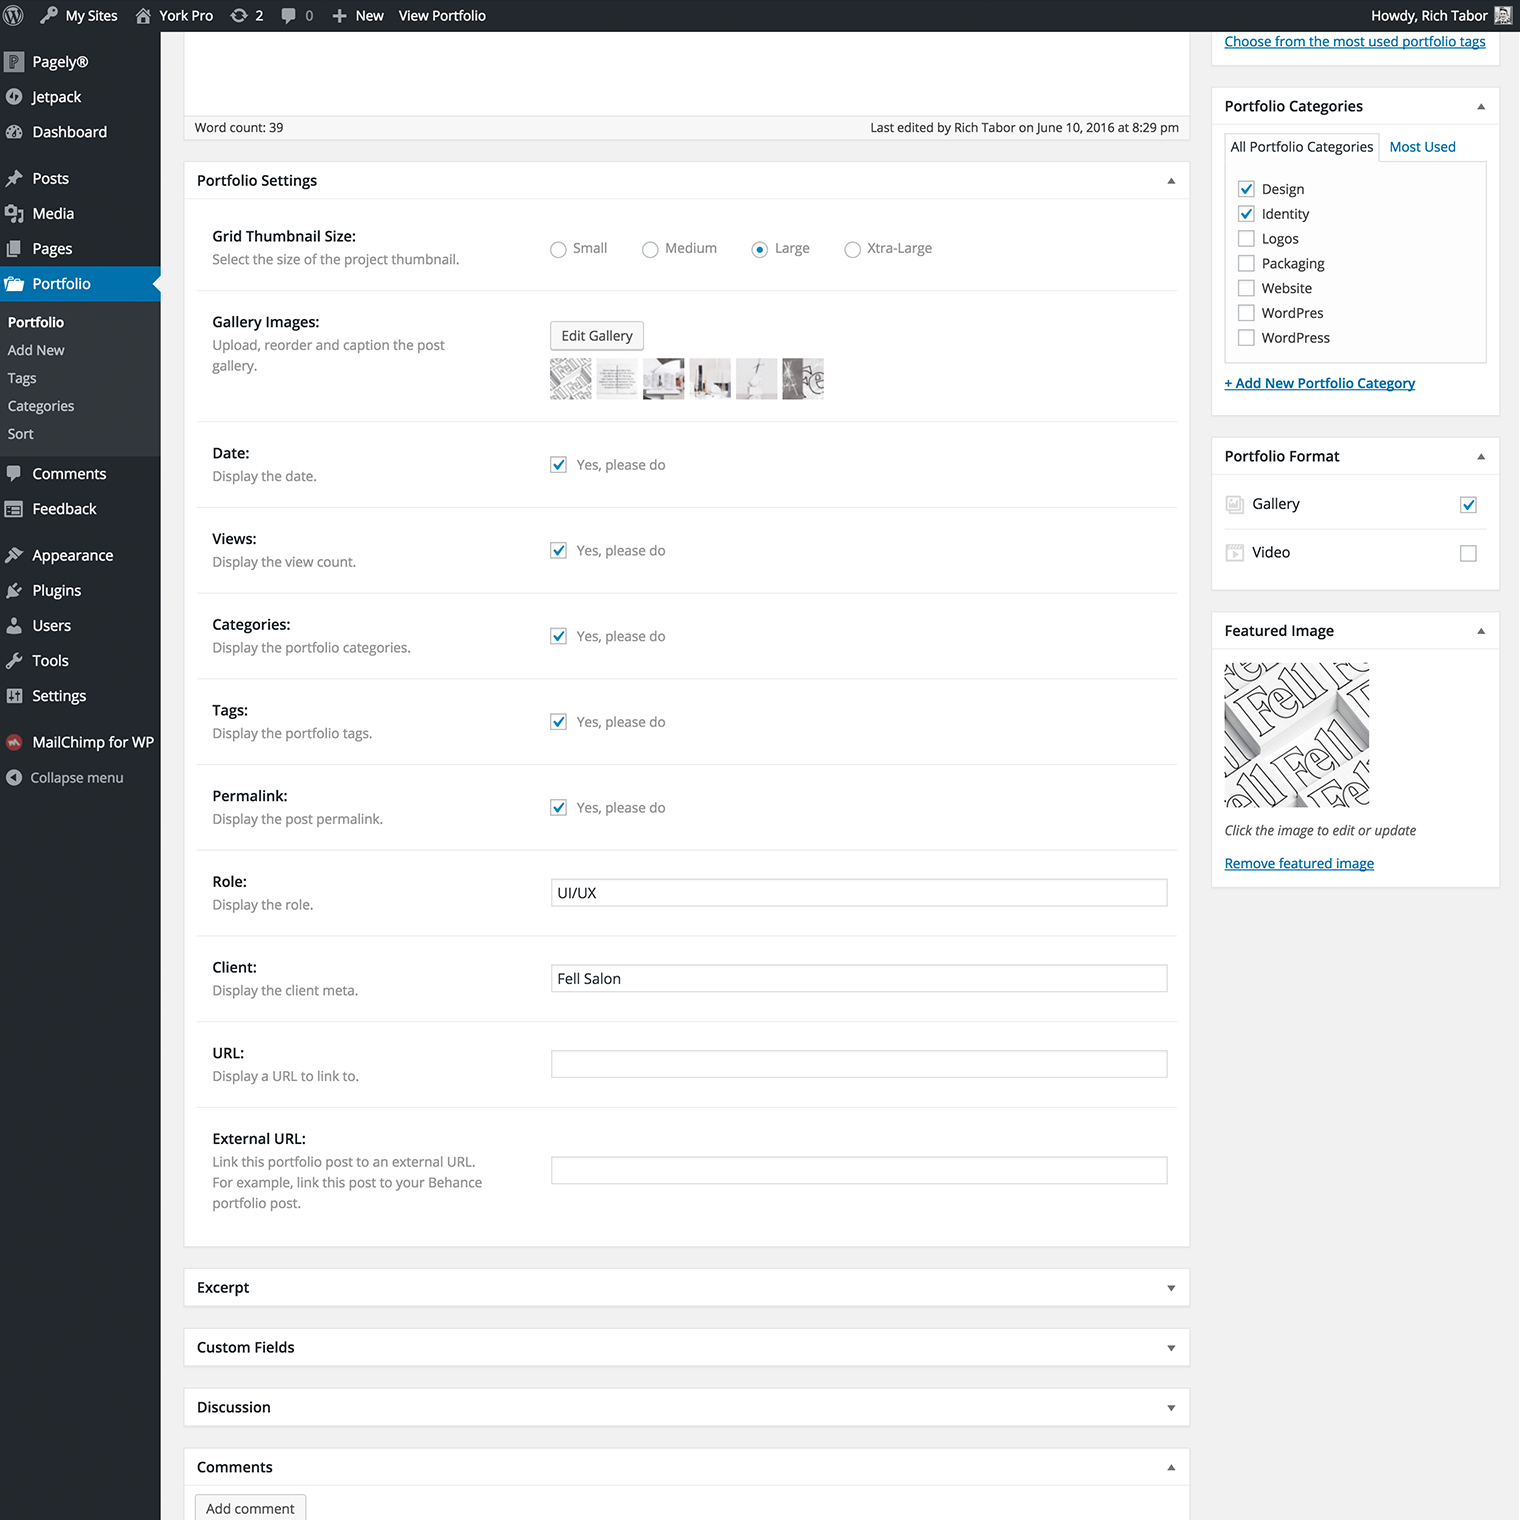 My Sites York Pro 2 0 New View Portfolio Howdy, Rich Tabor
Pagely®
Jetpack
Dashboard
Posts
Media
Pages
Portfolio
Portfolio
Add New
Tags
Categories
Sort
Comments
Feedback
Appearance
Plugins
Users
Tools
Settings
MailChimp for WP
Collapse menu
Word count: 39 Last edited by Rich Tabor on June 10, 2016 at 8:29 pm
Portfolio Settings
Grid Thumbnail Size:
Select the size of the project thumbnail.
Small Medium Large Xtra-Large
Gallery Images:
Upload, reorder and caption the post
gallery.
Edit Gallery
Date:
Display the date.
Yes, please do
Views:
Display the view count.
Yes, please do
Categories:
Display the portfolio categories.
Yes, please do
Tags:
Display the portfolio tags.
Yes, please do
Permalink:
Display the post permalink.
Yes, please do
Role:
Display the role.
UI/UX
Client:
Display the client meta.
Fell Salon
URL:
Display a URL to link to.
External URL:
Link this portfolio post to an external URL.
For example, link this post to your Behance
portfolio post.
Excerpt
Custom Fields
Discussion
Comments
Add comment
Choose from the most used portfolio tags
Portfolio Categories
All Portfolio Categories Most Used
Design
Identity
Logos
Packaging
Website
WordPres
WordPress
+ Add New Portfolio Category
Portfolio Format
Gallery
Video
Featured Image
Fell
Fell
Fell
Click the image to edit or update
Remove featured image